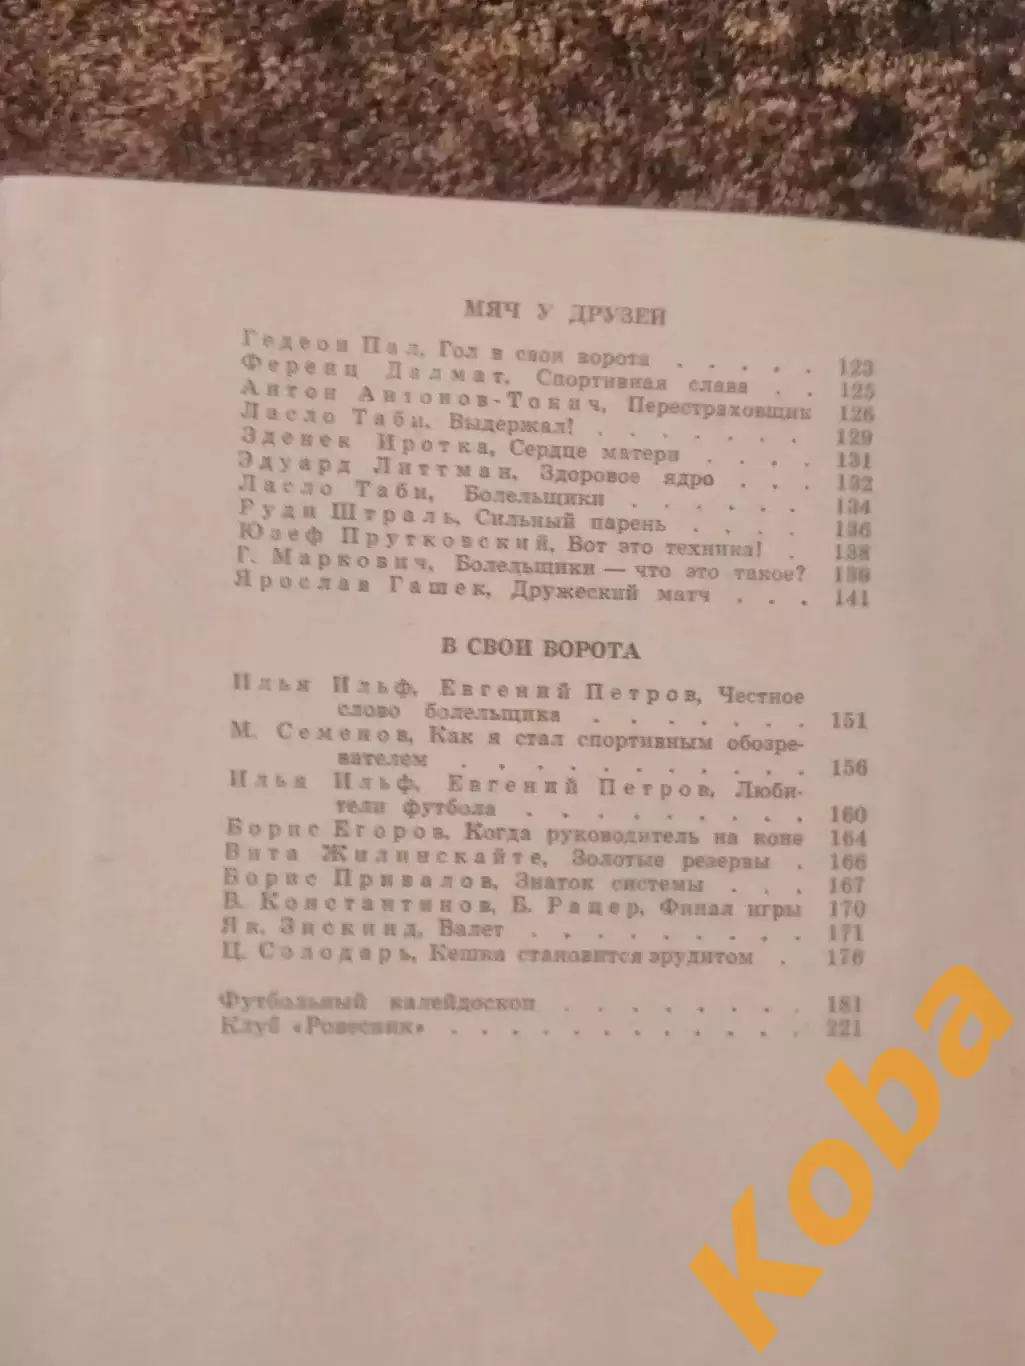 МЯЧ У ДРУЗЕЙ
Гедеон Пал, Гол в свои ворота . . . . . 123
Ференц Далмат, Спортивная слава . . 125
Антон Антонов-Токич, Перестраховщик 126
Ласло Таби, Выдержал! . . . . . . . 129
Зденек Иротка, Сердце матери . . . . 131
Эдуард Литтман, Здоровое ядро . . . 132
Ласло Таби, Болельщики . . . . . . 134
Руди Штраль, Сильный парень . . . . 136
Юзеф Прутковский, Вот это техника! . 138
Г. Маркович, Болельщики — что это такое? 139
Ярослав Гашек, Дружеский матч . . . 141
В СВОИ ВОРОТА
Илья Ильф, Евгений Петров, Честное
слово болельщика . . . . . . . 151
М. Семенов, Как я стал спортивным обозре-
вателем . . . . . . . . . . 156
Илья Ильф, Евгений Петров, Люби-
тели футбола . . . . . . . . . 160
Борис Егоров, Когда руководитель на коне 164
Вита Жилинскайте, Золотые резервы . 166
Борис Привалов, Знаток системы . . . 167
В. Константинов, Б. Рацер, Финал игры 170
Як. Зискинд, Валет . . . . . . . . . 171
Ц. Солодарь, Кешка становится эрудитом . 176
Футбольный калейдоскоп . . . . . . . 181
Клуб «Ровесник» . . . . . . . . . . . . 221
Koba